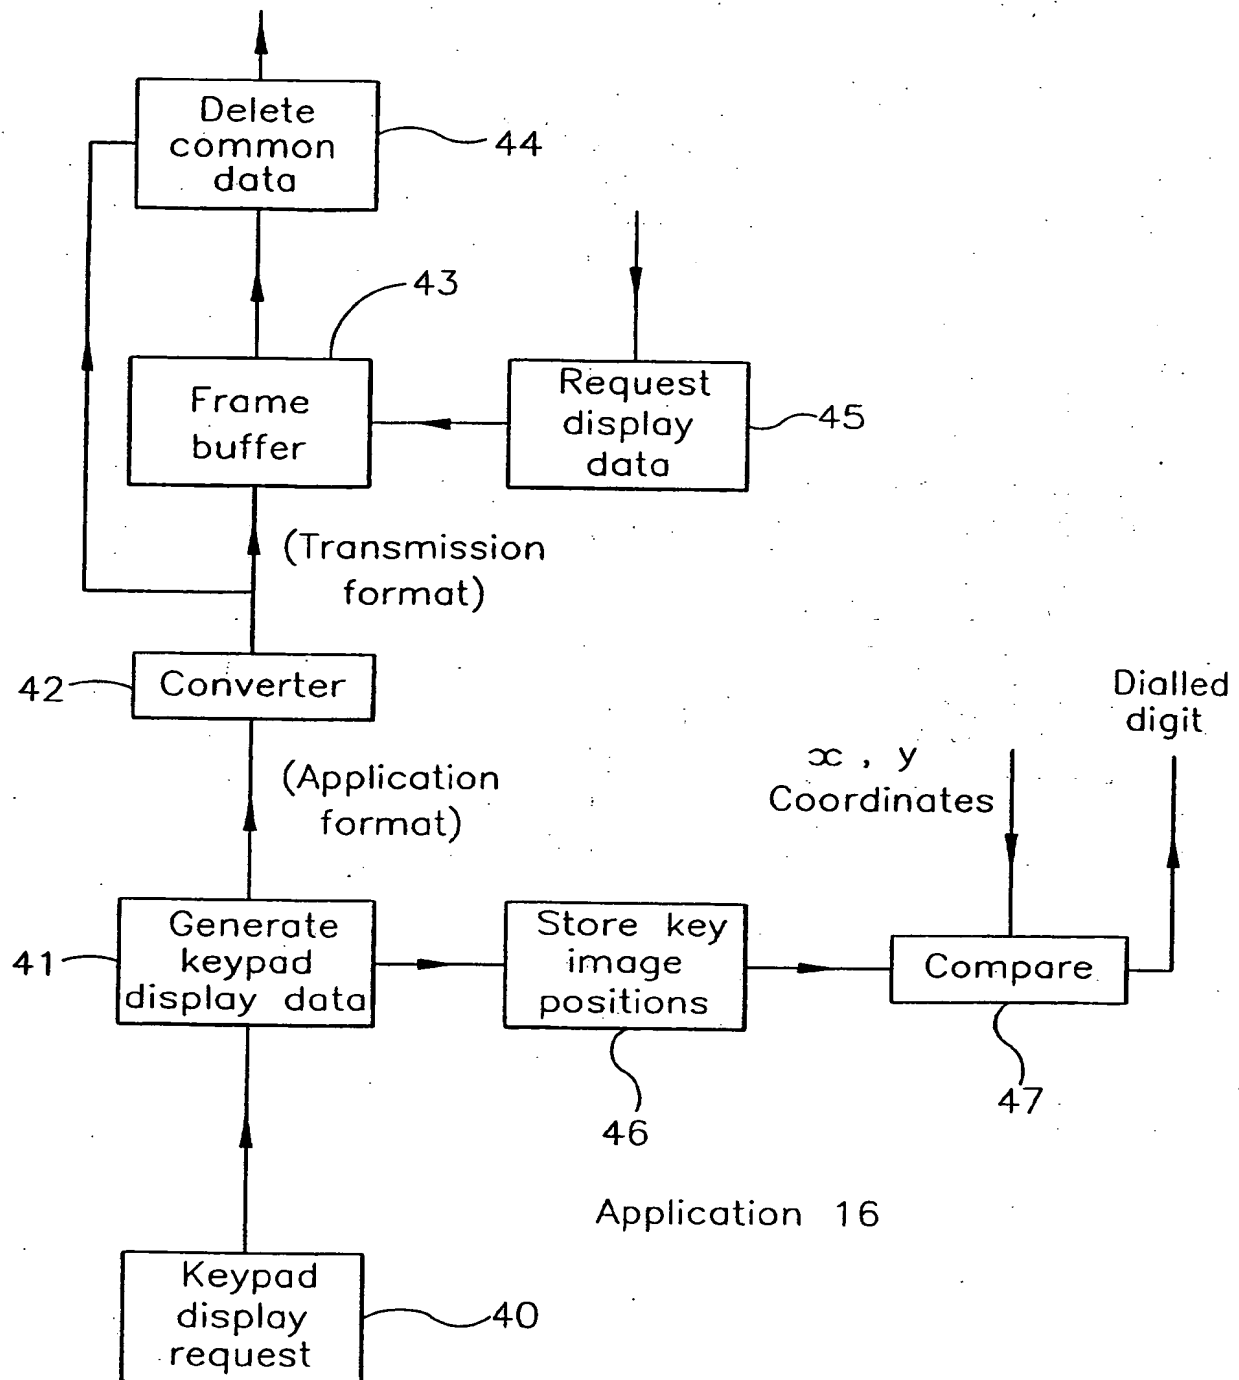 Delete
common
data
44
43
Frame
buffer
Request
display
data
45
(Transmission
format)
42
Converter
Dialled
digit
x , y
Coordinates
(Application
format)
41
Generate
keypad
display data
Store key
image
positions
Compare
46
47
Application 16
Keypad
display
request
40